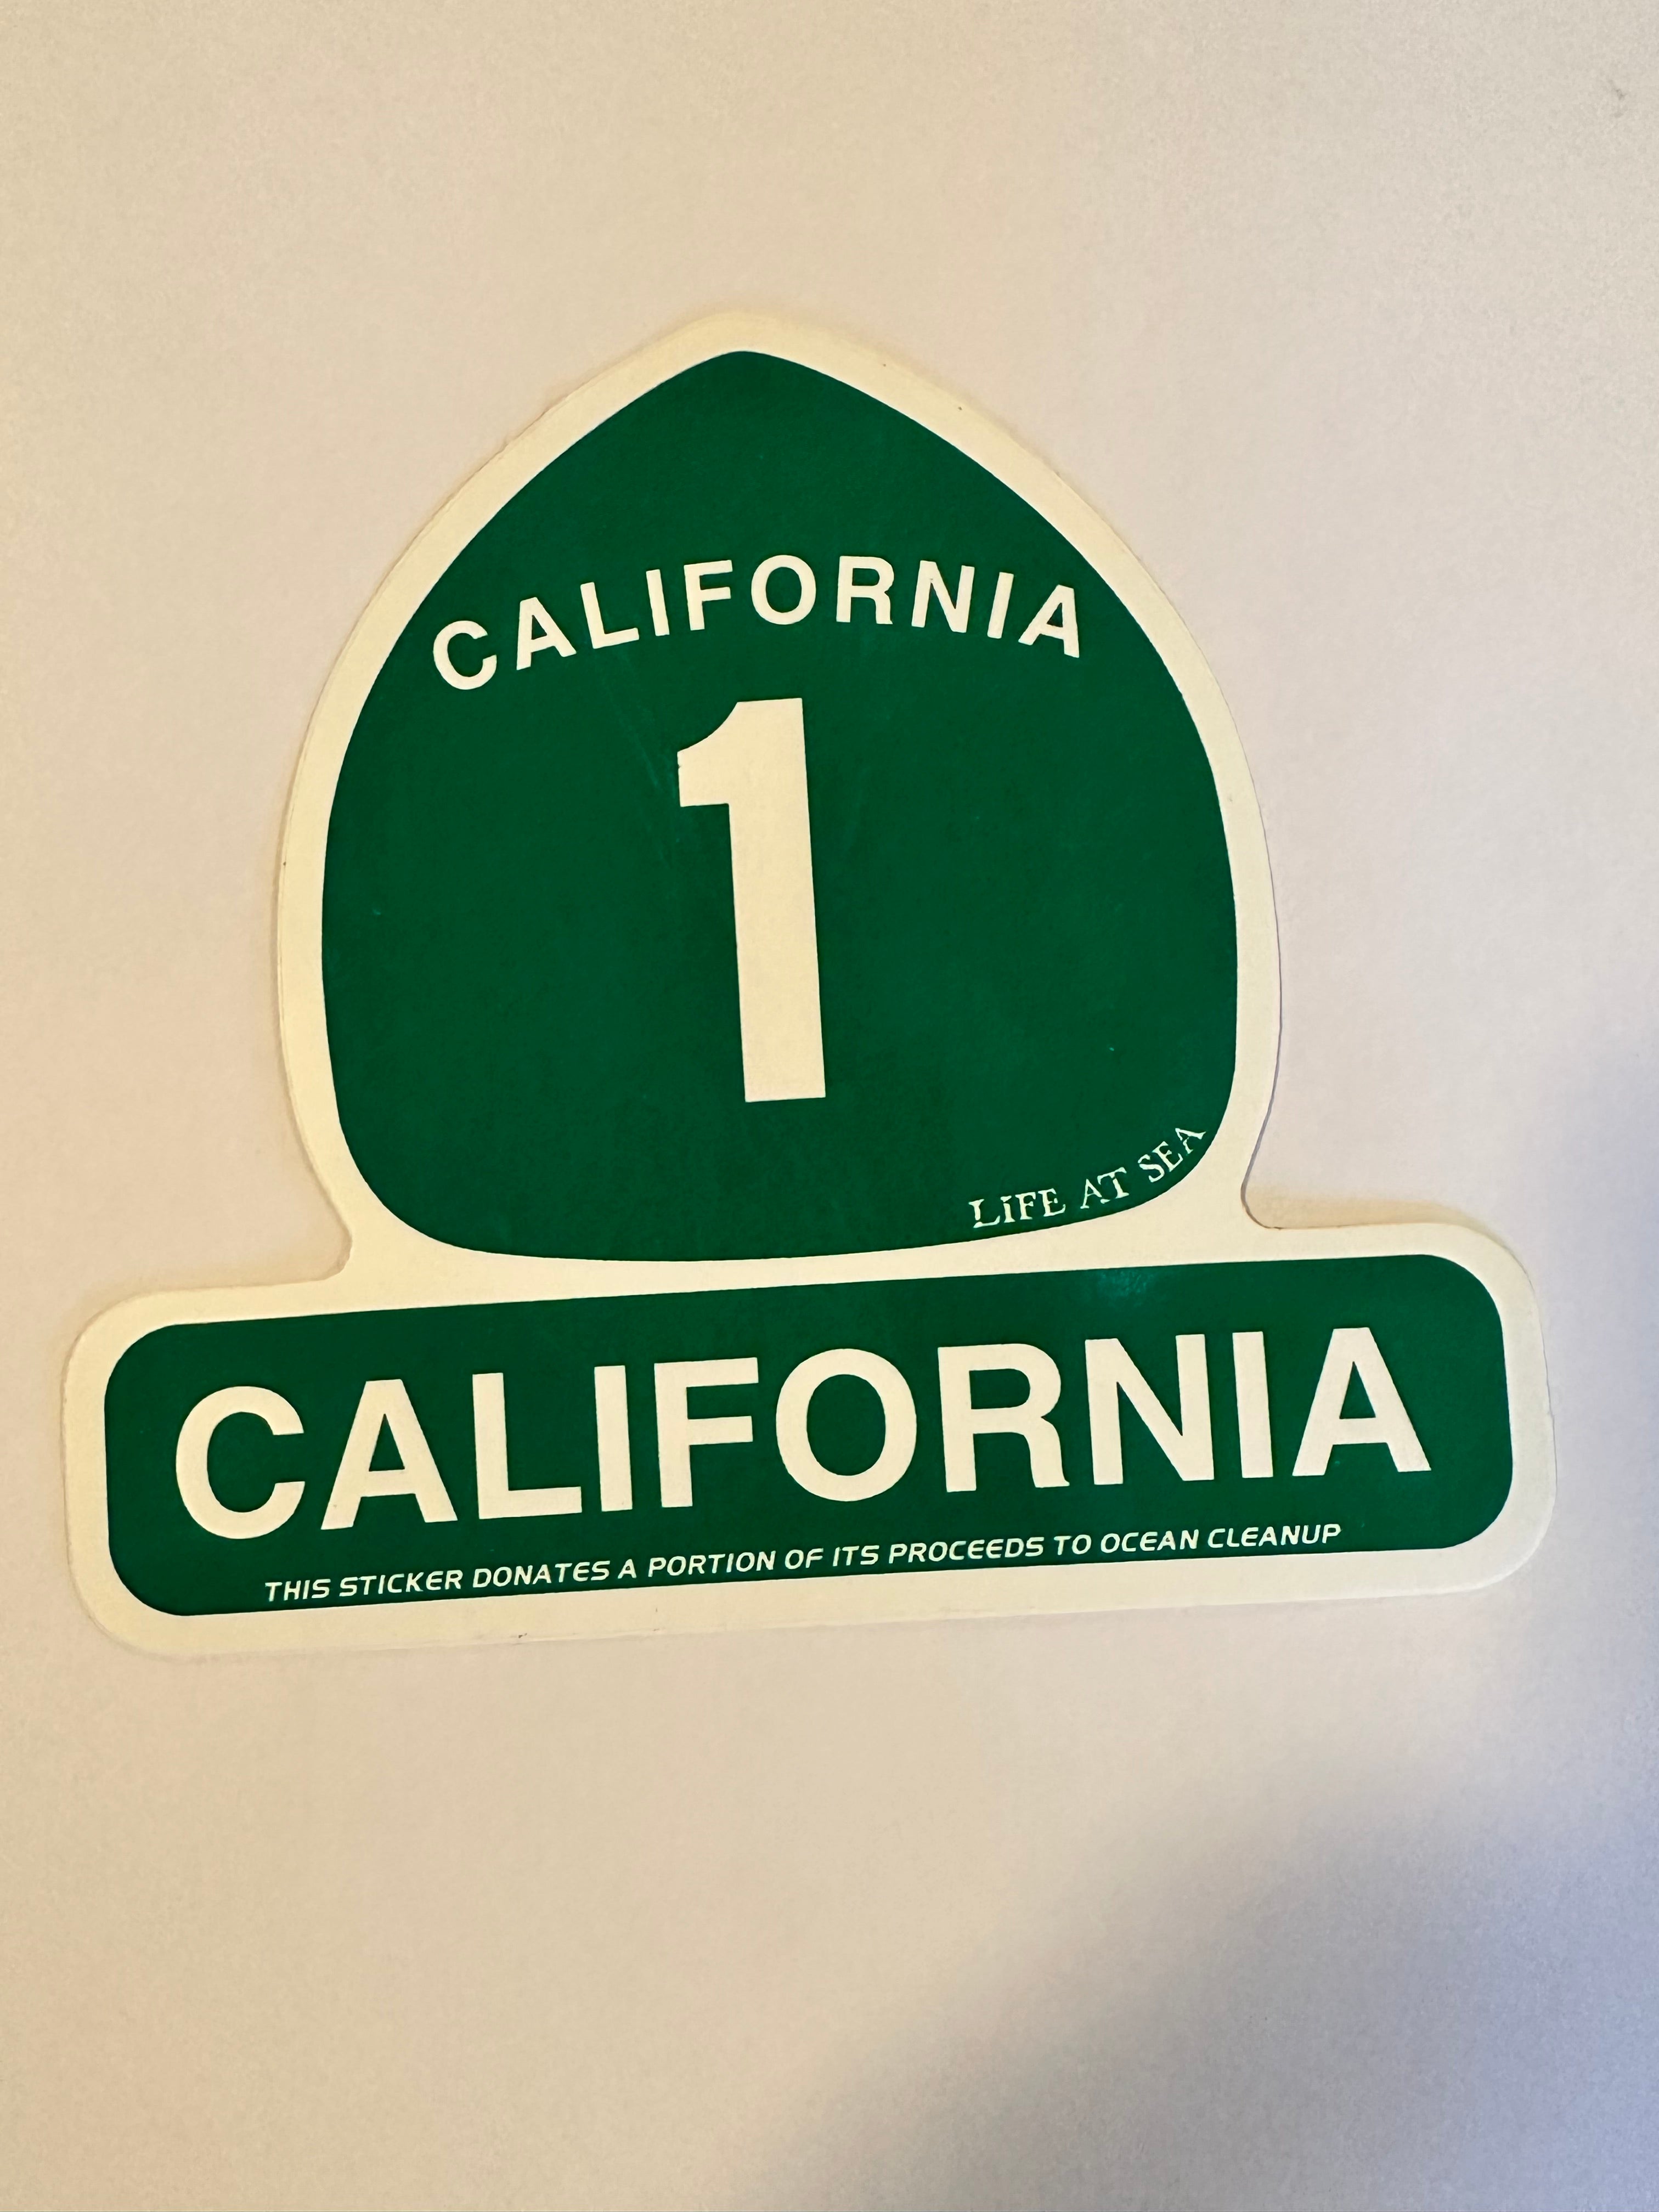 CALIFORNIA
1
LIFE AT SEA
CALIFORNIA
THIS STICKER DONATES A PORTION OF ITS PROCEEDS TO OCEAN CLEANUP